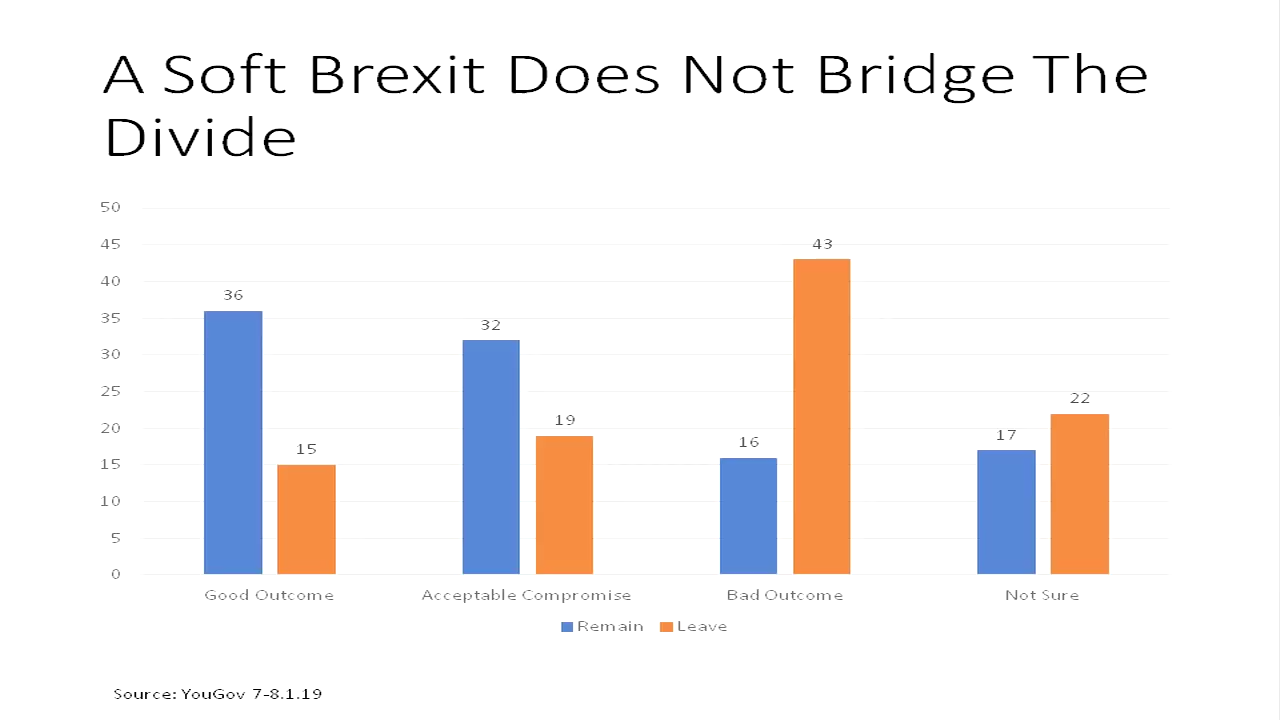 A Soft Brexit Does Not Bridge The
Divide
50
45
40
35
30
25
20
15
10
5
0
36
15
32
19
16
43
17
22
Good Outcome
Acceptable Compromise
Bad Outcome
Not Sure
Remain
Leave
Source: YouGov 7-8.1.19